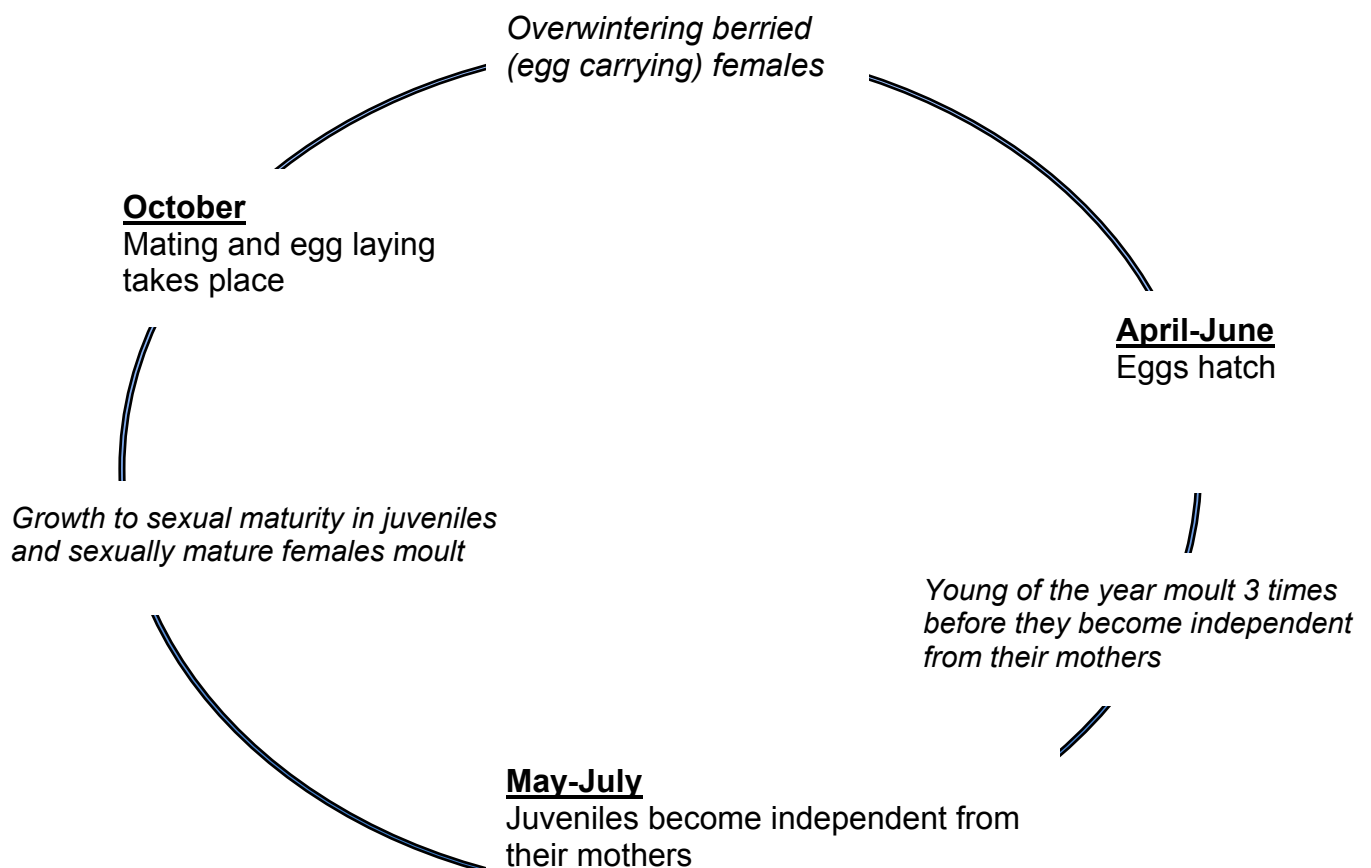 Overwintering berried
(egg carrying) females
October
Mating and egg laying
takes place
April-June
Eggs hatch
Growth to sexual maturity in juveniles
and sexually mature females moult
Young of the year moult 3 times
before they become independent
from their mothers
May-July
Juveniles become independent from
their mothers